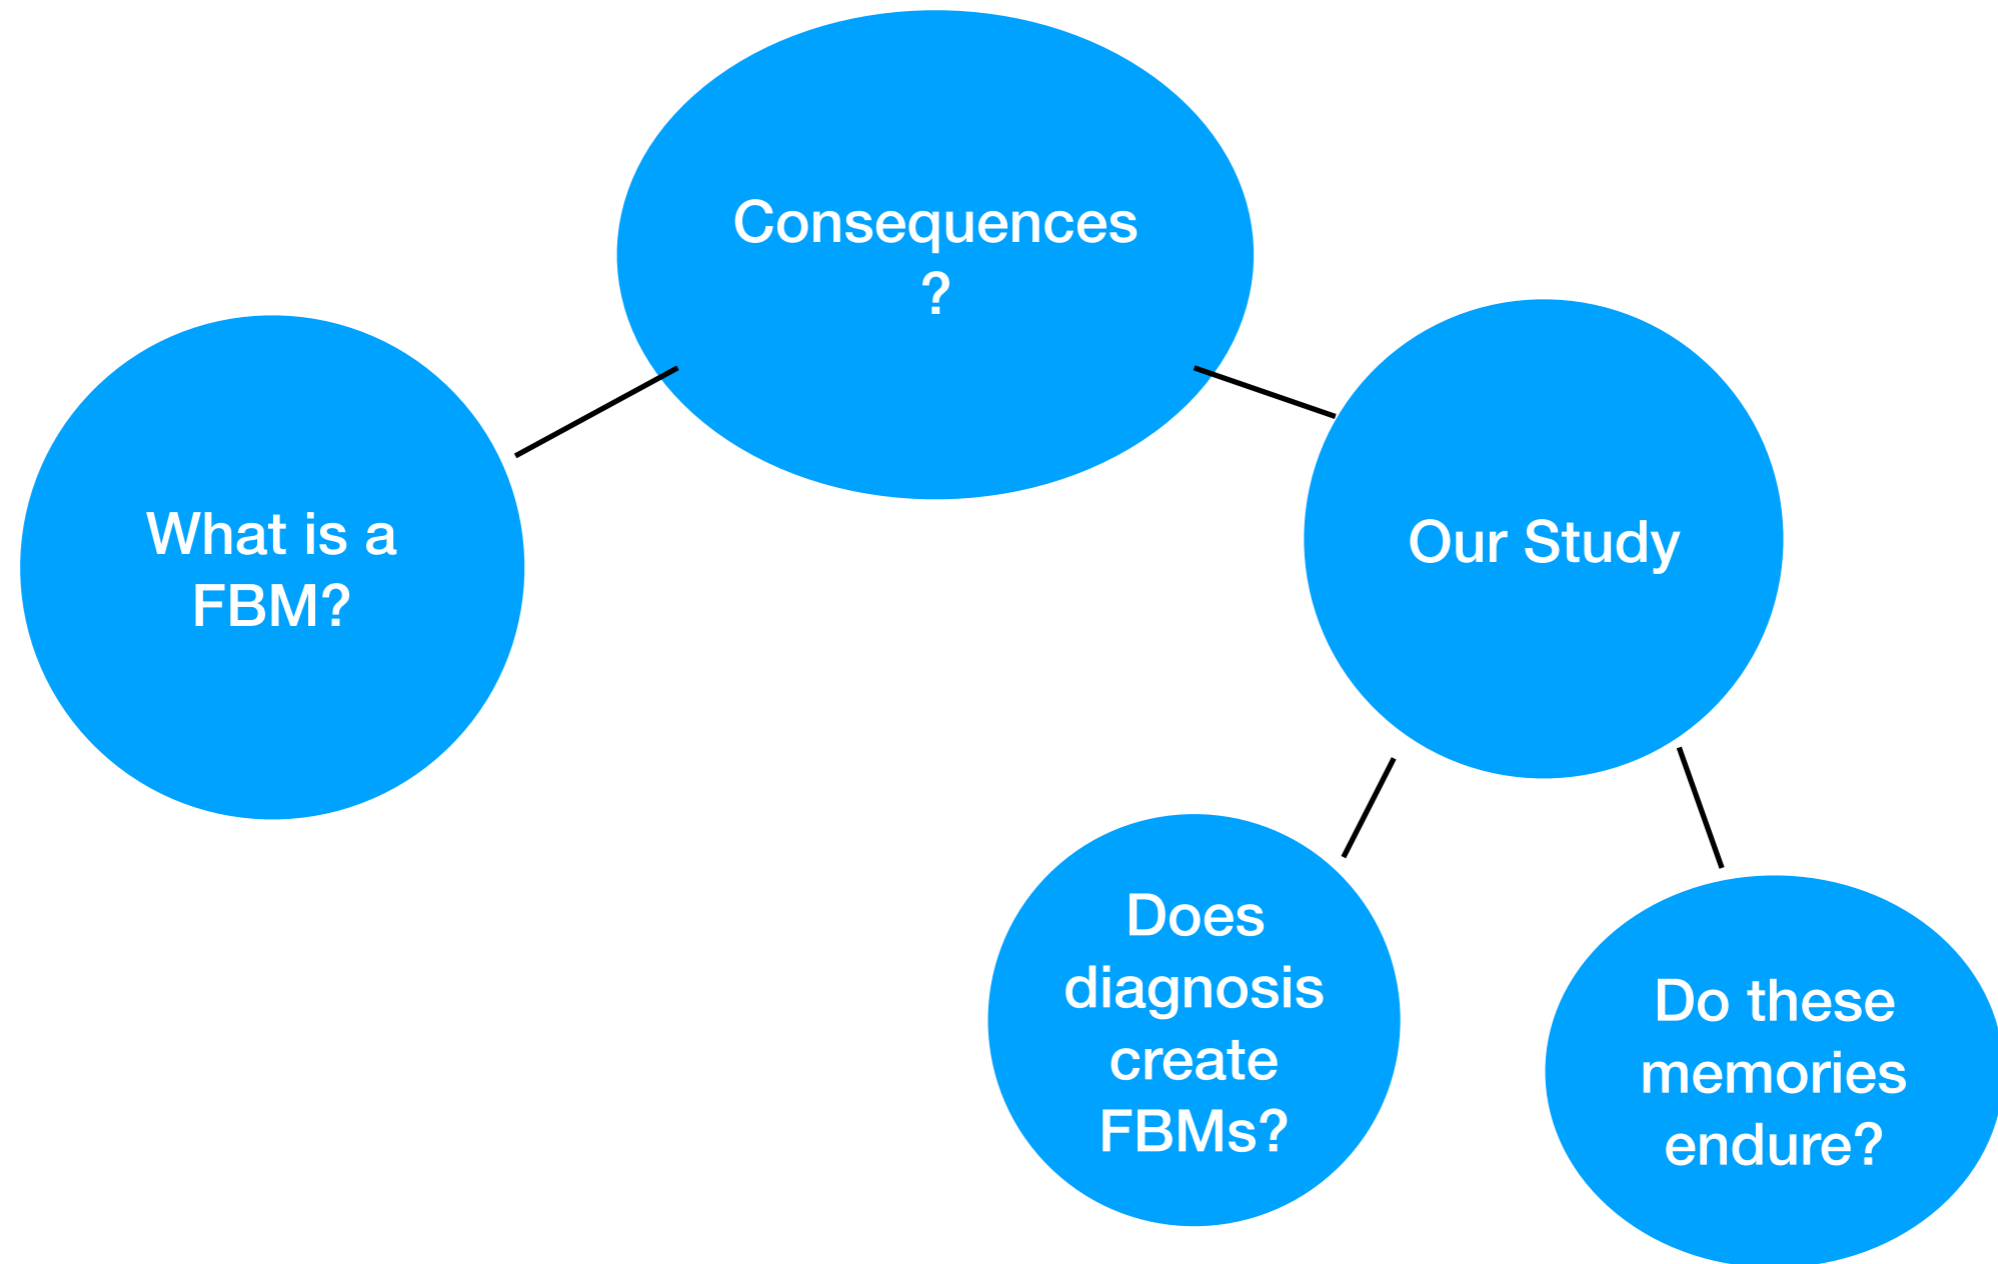 Consequences
?
What is a
FBM?
Our Study
Does
diagnosis
create
FBMs?
Do these
memories
endure?